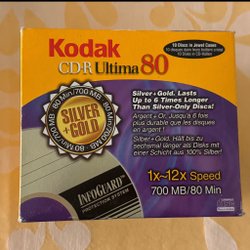 Kodak
CD-R Ultima 80
10 Discs in Jewel Cases
Silver+Gold. Lasts
Up to 6 Times Longer
Than Silver-Only Discs!
Argent+Or. Jusqu'à 6 fois
plus durable que les disques
en argent!
Silver+Gold. Hält bis zu
sechsmal länger als Disks mit
einer Schicht aus 100% Silber!
80 Min/700 MB
SILVER
+ GOLD
INFOGUARD
PROTECTION SYSTEM
1x~12x Speed
700 MB/80 Min